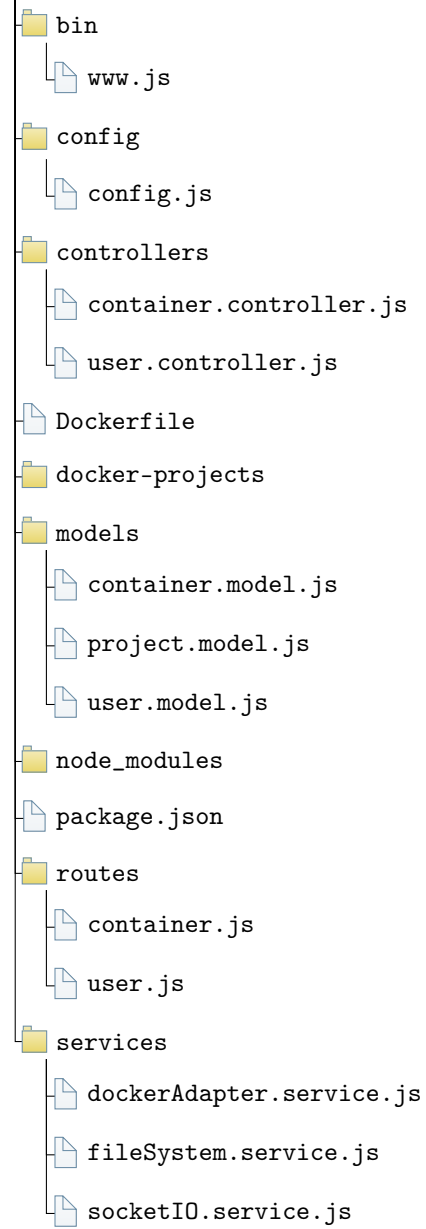 bin
www.js
config
config.js
controllers
container.controller.js
user.controller.js
Dockerfile
docker-projects
models
container.model.js
project.model.js
user.model.js
node_modules
package.json
routes
container.js
user.js
services
dockerAdapter.service.js
fileSystem.service.js
socketIO.service.js